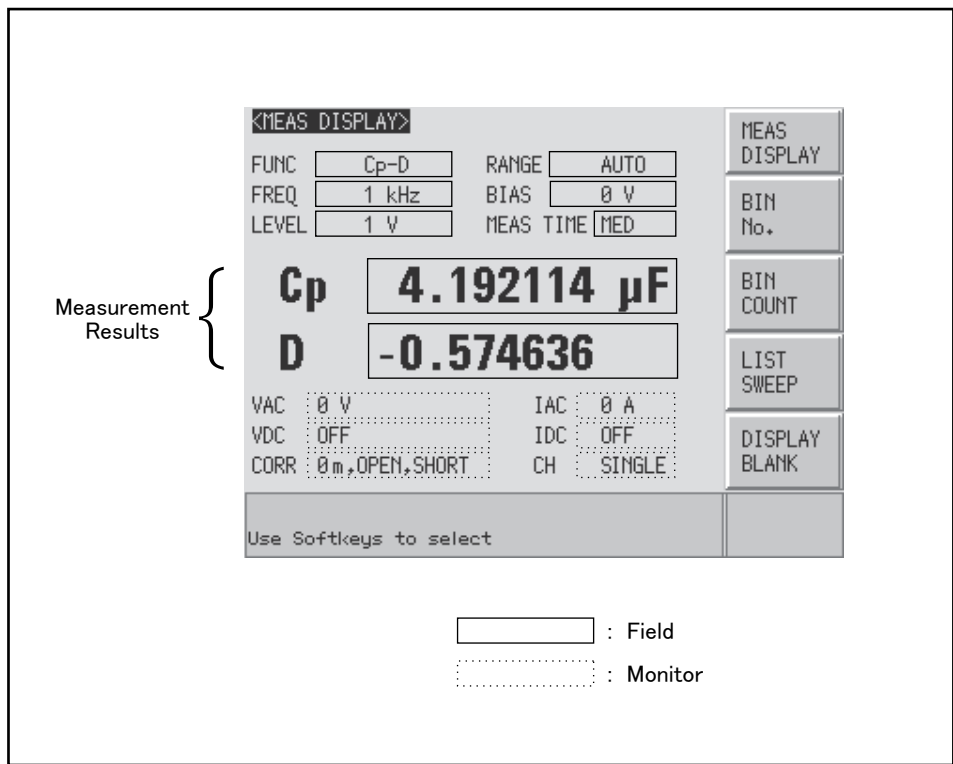 <MEAS DISPLAY>
FUNC Cp-D RANGE AUTO
FREQ 1 kHz BIAS 0 V
LEVEL 1 V MEAS TIME MED
Measurement
Results
Cp 4.192114 µF
D -0.574636
VAC 0 V IAC 0 A
VDC OFF IDC OFF
CORR 0m,OPEN,SHORT CH SINGLE
Use Softkeys to select
MEAS
DISPLAY
BIN
No.
BIN
COUNT
LIST
SWEEP
DISPLAY
BLANK
: Field
: Monitor